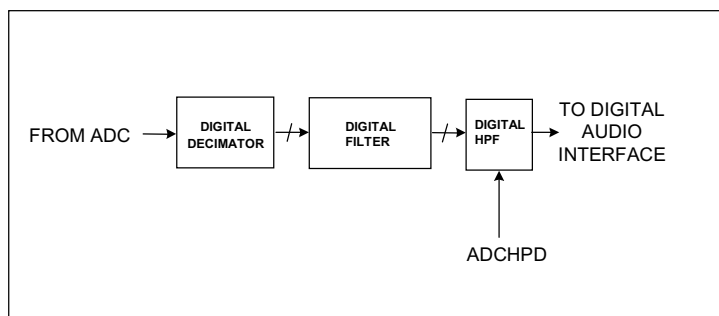 FROM ADC
DIGITAL
DECIMATOR
DIGITAL
FILTER
DIGITAL
HPF
TO DIGITAL
AUDIO
INTERFACE
ADCHPD